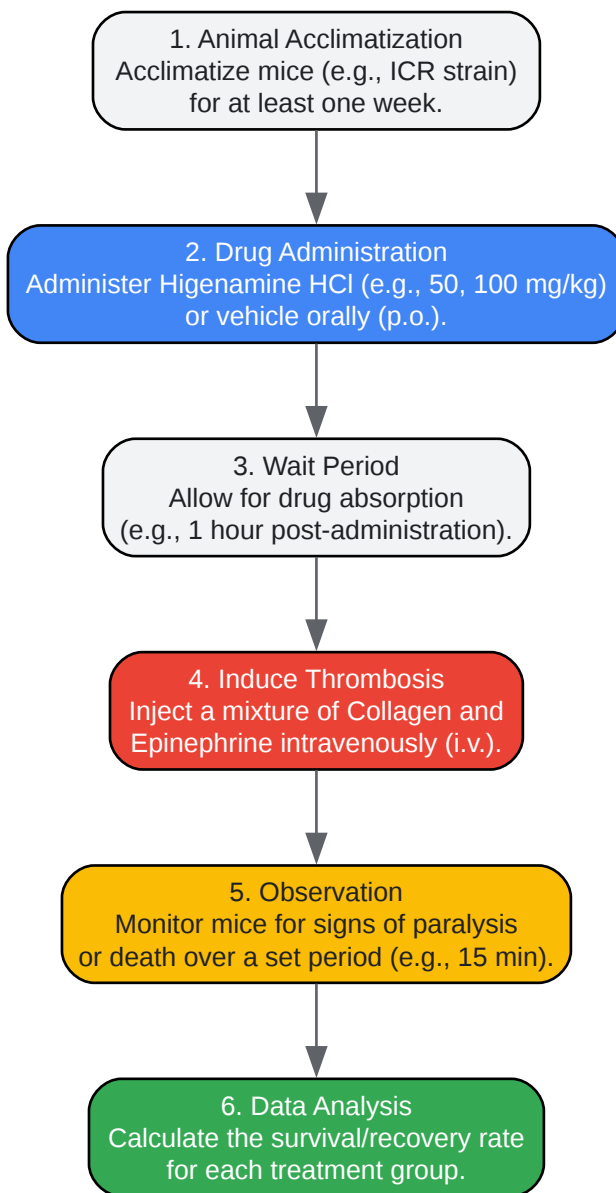 1. Animal Acclimatization
Acclimatize mice (e.g., ICR strain)
for at least one week.
2. Drug Administration
Administer Higenamine HCl (e.g., 50, 100 mg/kg)
or vehicle orally (p.o.).
3. Wait Period
Allow for drug absorption
(e.g., 1 hour post-administration).
4. Induce Thrombosis
Inject a mixture of Collagen and
Epinephrine intravenously (i.v.).
5. Observation
Monitor mice for signs of paralysis
or death over a set period (e.g., 15 min).
6. Data Analysis
Calculate the survival/recovery rate
for each treatment group.